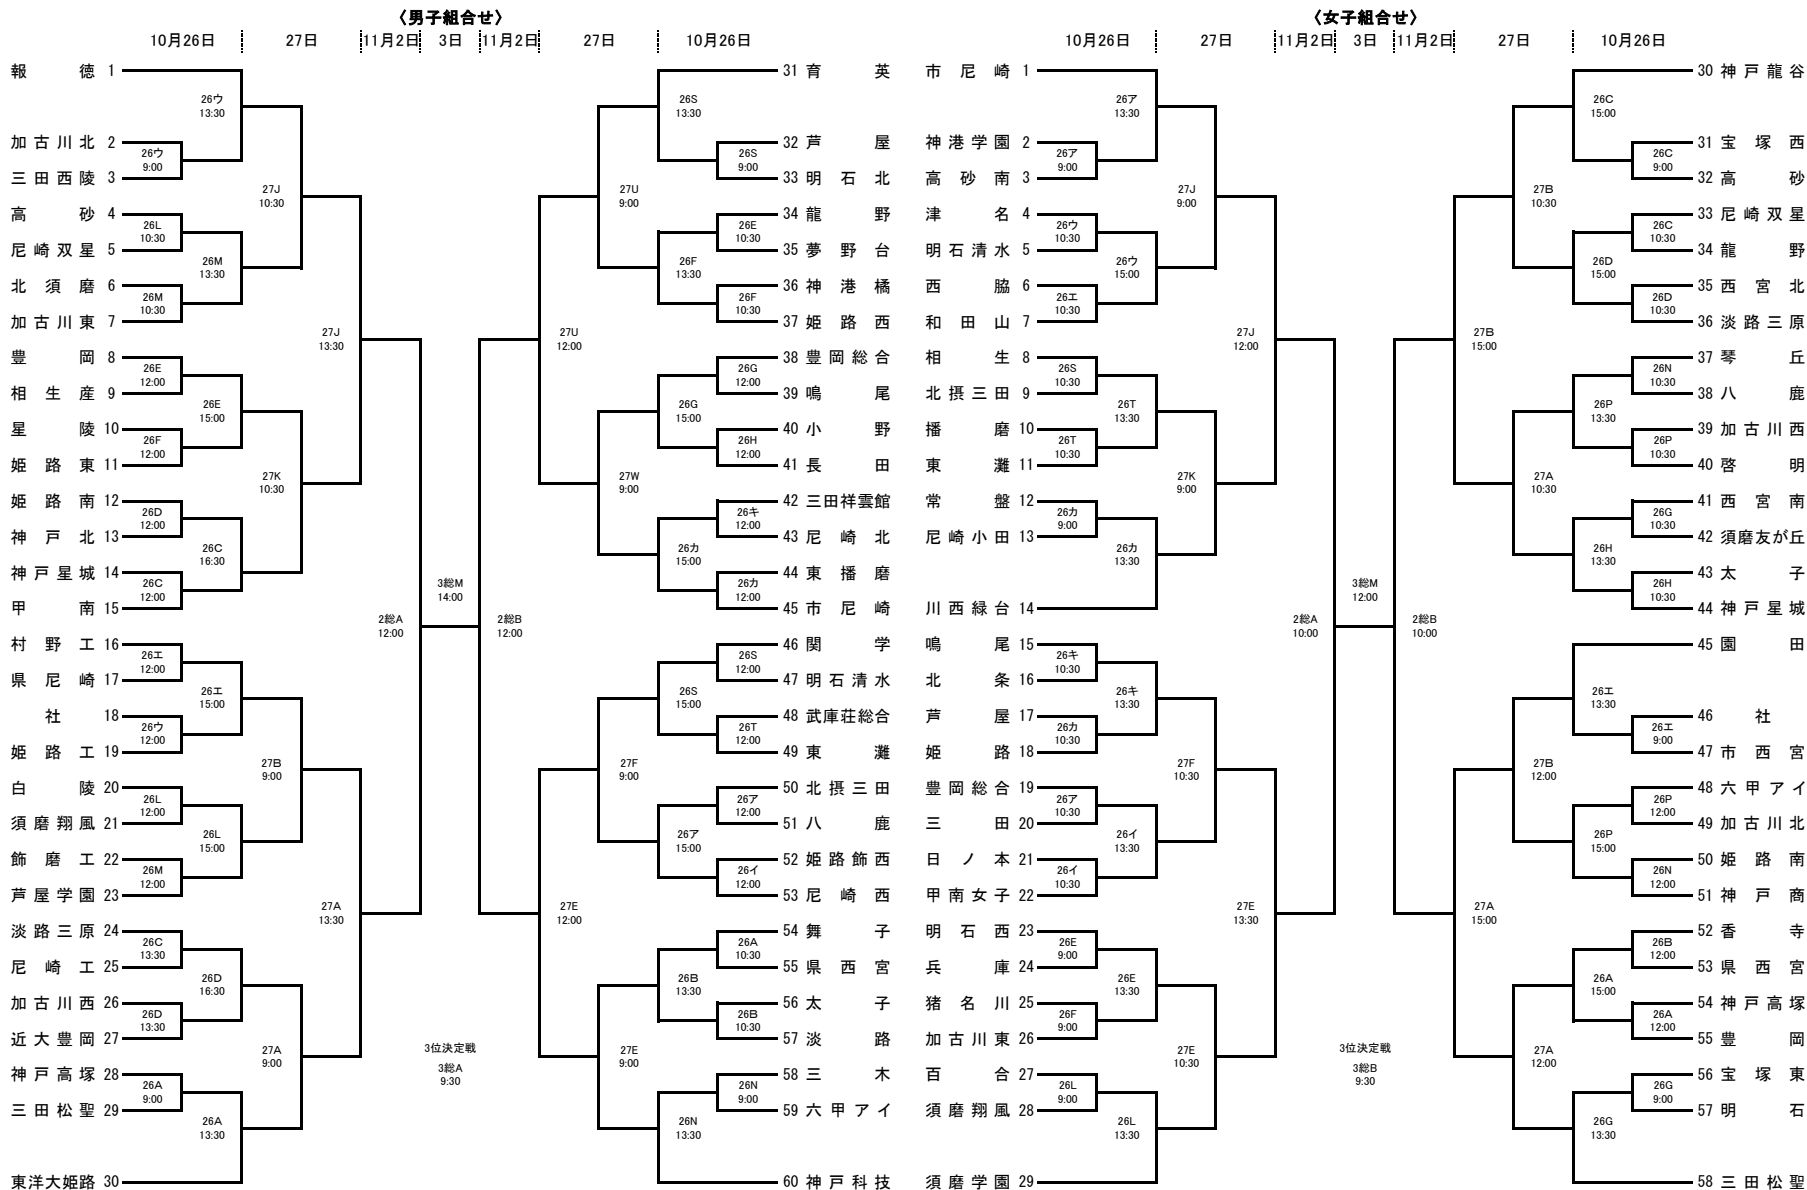 〈男子組合せ〉
10月26日 27日 11月2日 3日 11月2日 27日 10月26日
報徳 1
26ウ
13:30
加古川北 2
26ウ
9:00
三田西陵 3
27J
10:30
高砂 4
26L
10:30
尼崎双星 5
26M
13:30
北須磨 6
26M
10:30
加古川東 7
27J
13:30
豊岡 8
26E
12:00
相生産 9
26E
15:00
星陵 10
26F
12:00
姫路東 11
27K
10:30
姫路南 12
26D
12:00
神戸北 13
26C
16:30
神戸星城 14
26C
12:00
甲南 15
2総A
12:00
村野工 16
26エ
12:00
県尼崎 17
26エ
15:00
社 18
26ウ
12:00
姫路工 19
27B
9:00
白陵 20
26L
12:00
須磨翔風 21
26L
15:00
飾磨工 22
26M
12:00
芦屋学園 23
27A
13:30
淡路三原 24
26C
13:30
尼崎工 25
26D
16:30
加古川西 26
26D
13:30
近大豊岡 27
27A
9:00
神戸高塚 28
26A
9:00
三田松聖 29
26A
13:30
東洋大姫路 30
3総M
14:00
3位決定戦
3総A
9:30
31 育英
26S
13:30
32 芦屋
26S
9:00
33 明石北
27U
9:00
34 龍野
26E
10:30
35 夢野台
26F
13:30
36 神港橘
26F
10:30
37 姫路西
27U
12:00
38 豊岡総合
26G
12:00
39 鳴尾
26G
15:00
40 小野
26H
12:00
41 長田
27W
9:00
42 三田祥雲館
26キ
12:00
43 尼崎北
26カ
15:00
44 東播磨
26カ
12:00
45 市尼崎
2総B
12:00
46 関学
26S
12:00
47 明石清水
26S
15:00
48 武庫荘総合
26T
12:00
49 東灘
27F
9:00
50 北摂三田
26ア
12:00
51 八鹿
26ア
15:00
52 姫路飾西
26イ
12:00
53 尼崎西
27E
12:00
54 舞子
26A
10:30
55 県西宮
26B
13:30
56 太子
26B
10:30
57 淡路
27E
9:00
58 三木
26N
9:00
59 六甲アイ
26N
13:30
60 神戸科技
〈女子組合せ〉
10月26日 27日 11月2日 3日 11月2日 27日 10月26日
市尼崎 1
26ア
13:30
神港学園 2
26ア
9:00
高砂南 3
27J
9:00
津名 4
26ウ
10:30
明石清水 5
26ウ
15:00
西脇 6
26エ
10:30
和田山 7
27J
12:00
相生 8
26S
10:30
北摂三田 9
26T
13:30
播磨 10
26T
10:30
東灘 11
27K
9:00
常盤 12
26カ
9:00
尼崎小田 13
26カ
13:30
川西緑台 14
2総A
10:00
鳴尾 15
26キ
10:30
北条 16
26キ
13:30
芦屋 17
26カ
10:30
姫路 18
27F
10:30
豊岡総合 19
26ア
10:30
三田 20
26イ
13:30
日ノ本 21
26イ
10:30
甲南女子 22
27E
13:30
明石西 23
26E
9:00
兵庫 24
26E
13:30
猪名川 25
26F
9:00
加古川東 26
27E
10:30
百合 27
26L
9:00
須磨翔風 28
26L
13:30
須磨学園 29
3総M
12:00
3位決定戦
3総B
9:30
30 神戸龍谷
26C
15:00
31 宝塚西
26C
9:00
32 高砂
27B
10:30
33 尼崎双星
26C
10:30
34 龍野
26D
15:00
35 西宮北
26D
10:30
36 淡路三原
27B
15:00
37 琴丘
26N
10:30
38 八鹿
26P
13:30
39 加古川西
26P
10:30
40 啓明
27A
10:30
41 西宮南
26G
10:30
42 須磨友が丘
26H
13:30
43 太子
26H
10:30
44 神戸星城
2総B
10:00
45 園田
26エ
13:30
46 社
26エ
9:00
47 市西宮
27B
12:00
48 六甲アイ
26P
12:00
49 加古川北
26P
15:00
50 姫路南
26N
12:00
51 神戸商
27A
15:00
52 香寺
26B
12:00
53 県西宮
26A
15:00
54 神戸高塚
26A
12:00
55 豊岡
27A
12:00
56 宝塚東
26G
9:00
57 明石
26G
13:30
58 三田松聖